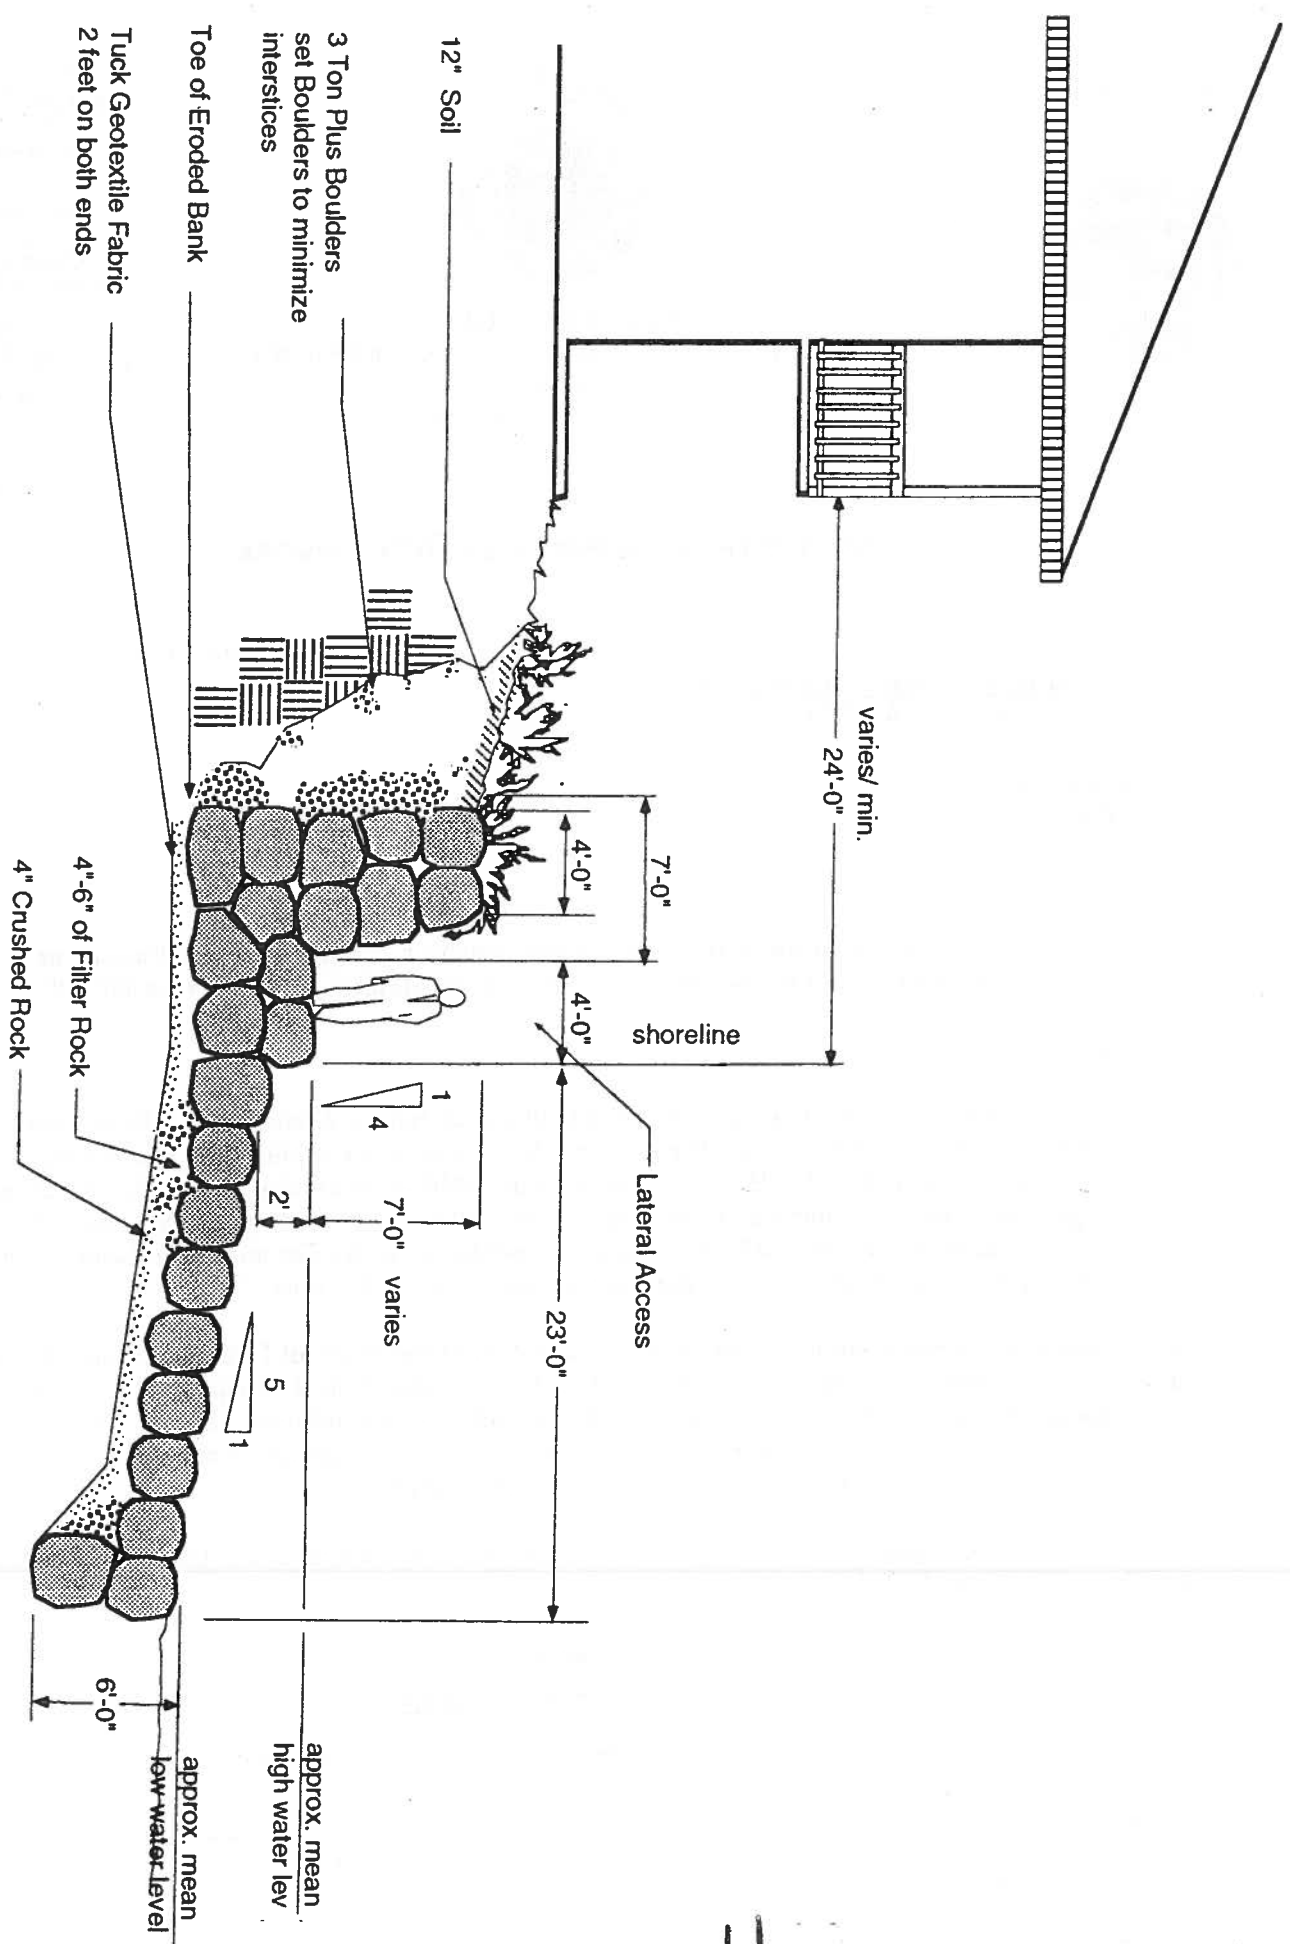 varies/ min.
24'-0"
7'-0"
4'-0"
4'-0"
shoreline
Lateral Access
23'-0"
1
4
7'-0" varies
2'
5
1
12" Soil
3 Ton Plus Boulders
set Boulders to minimize
interstices
Toe of Eroded Bank
Tuck Geotextile Fabric
2 feet on both ends
4"-6" of Filter Rock
4" Crushed Rock
approx. mean
high water lev
approx. mean
low water level
6'-0"